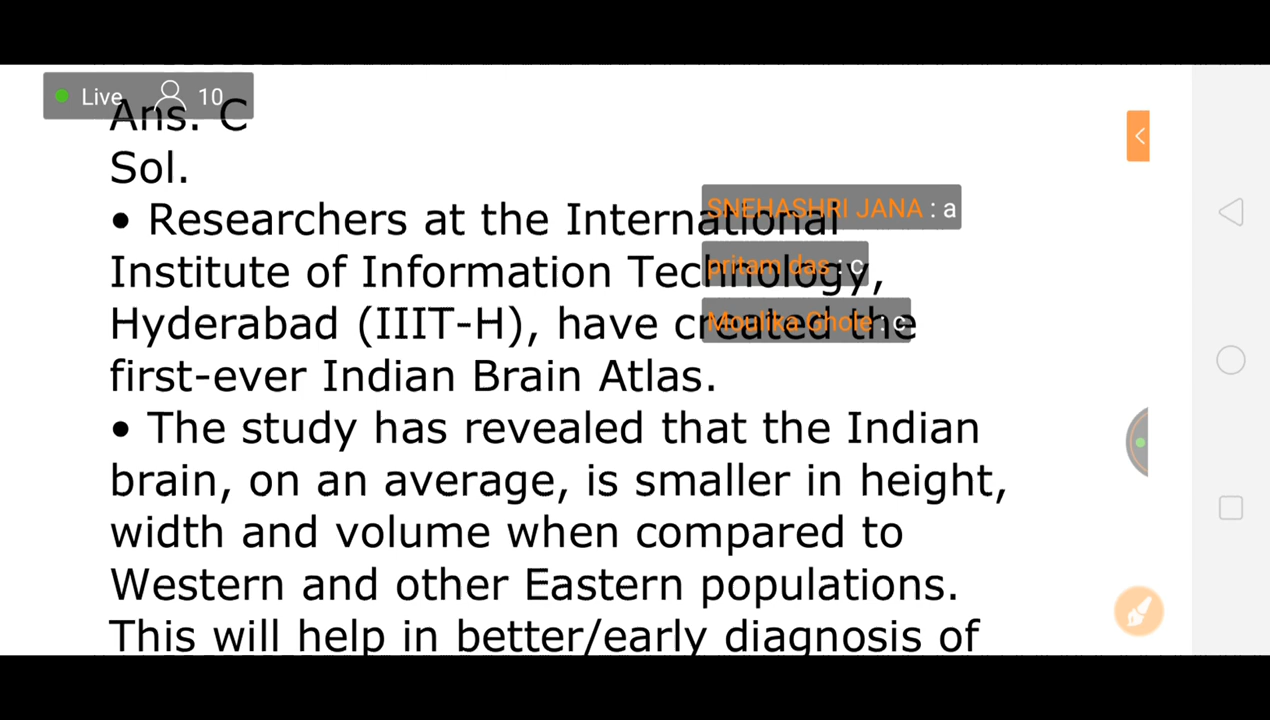 Live 10
Ans. C
Sol.
• Researchers at the International
SNEHASHRI JANA : a
Institute of Information Technology,
pritam das : c
Hyderabad (IIIT-H), have created the
Moulika Ghole : c
first-ever Indian Brain Atlas.
• The study has revealed that the Indian
brain, on an average, is smaller in height,
width and volume when compared to
Western and other Eastern populations.
This will help in better/early diagnosis of